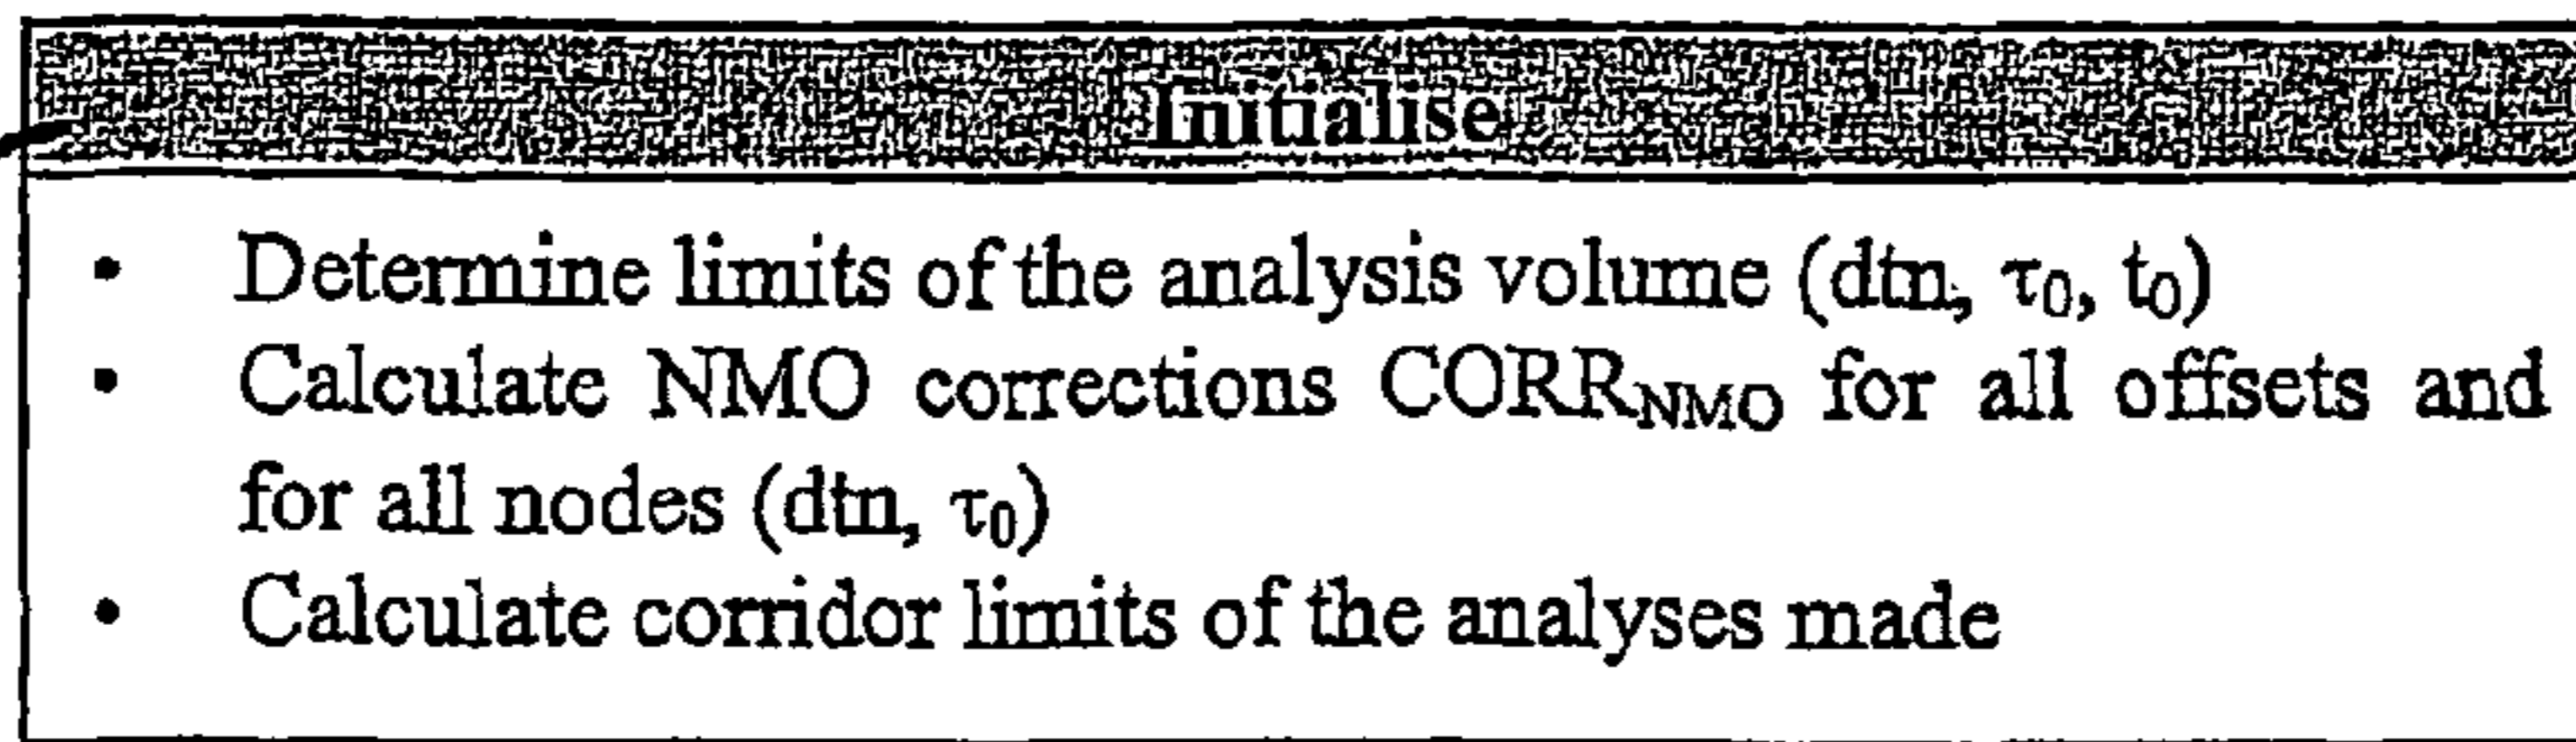 Initialise
• Determine limits of the analysis volume (dtn, τ₀, t₀)
• Calculate NMO corrections CORR_NMO for all offsets and
for all nodes (dtn, τ₀)
• Calculate corridor limits of the analyses made